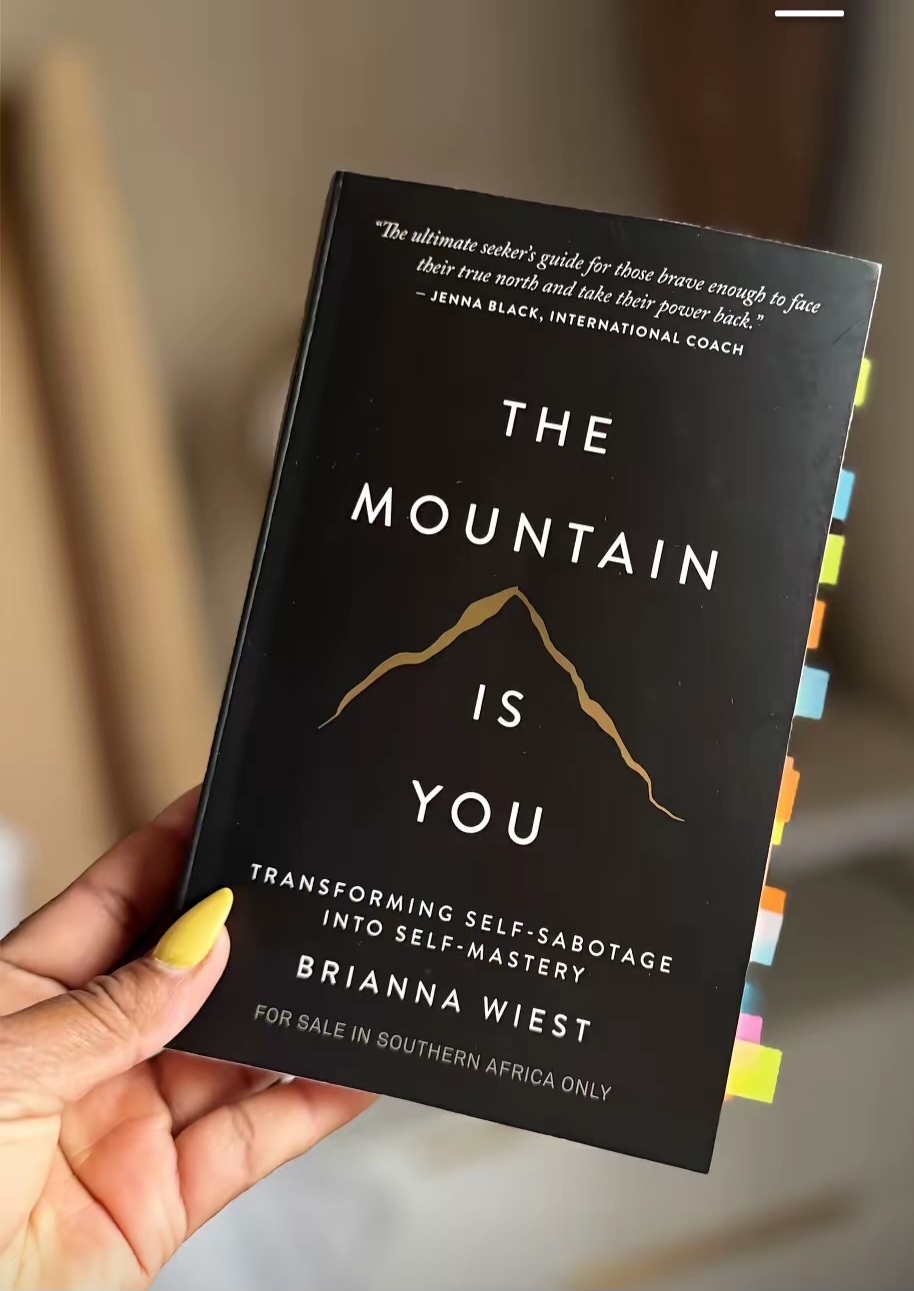 “The ultimate seeker’s guide for those brave enough to face
their true north and take their power back.”
– JENNA BLACK, INTERNATIONAL COACH
THE
MOUNTAIN
IS
YOU
TRANSFORMING SELF-SABOTAGE
INTO SELF-MASTERY
BRIANNA WIEST
FOR SALE IN SOUTHERN AFRICA ONLY